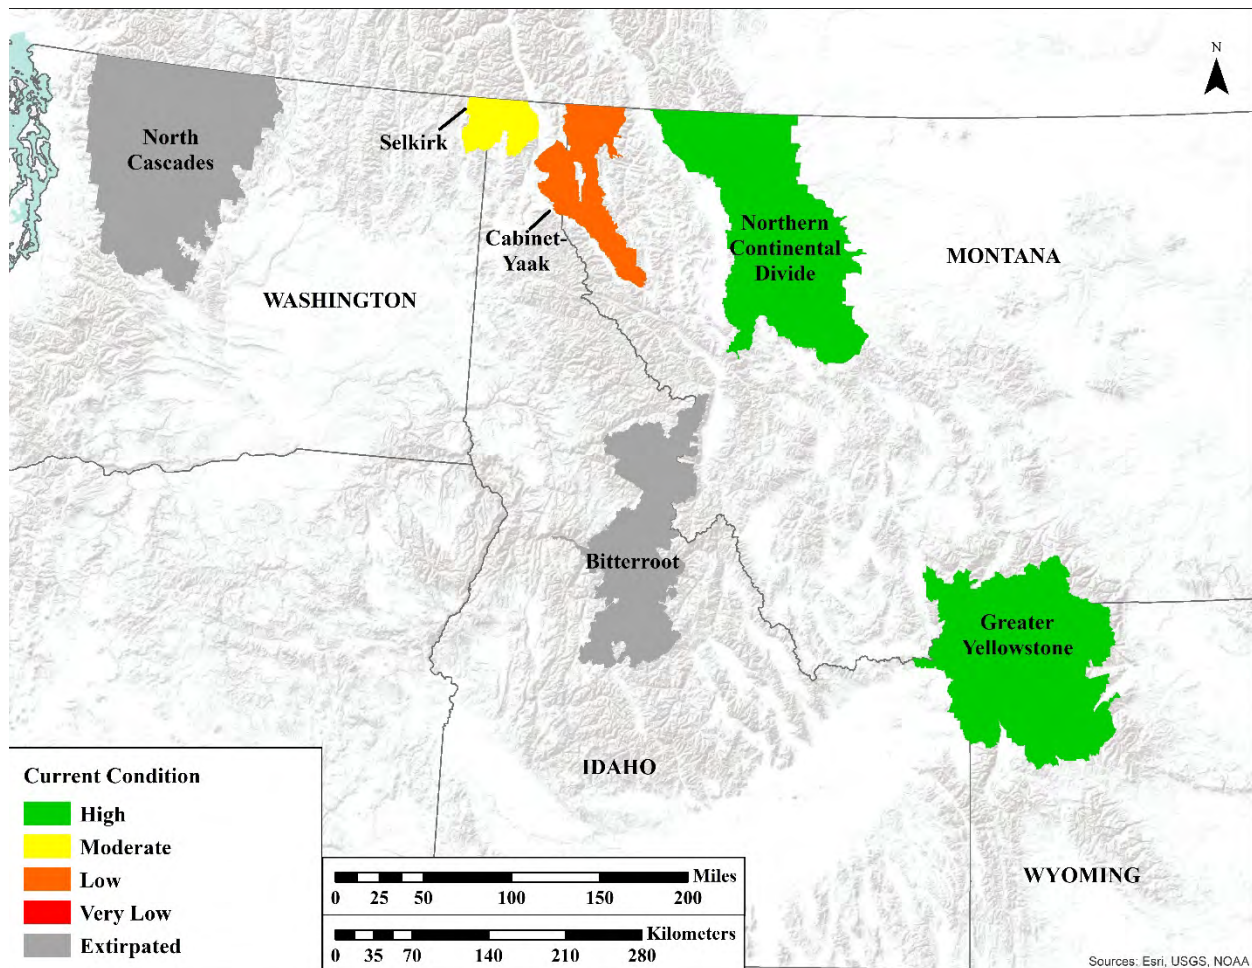 N
North
Cascades
Selkirk
Cabinet-
Yaak
Northern
Continental
Divide
MONTANA
WASHINGTON
Bitterroot
Greater
Yellowstone
IDAHO
WYOMING
Current Condition
High
Moderate
Low
Very Low
Extirpated
Miles
0 25 50 100 150 200
Kilometers
0 35 70 140 210 280
Sources: Esri, USGS, NOAA